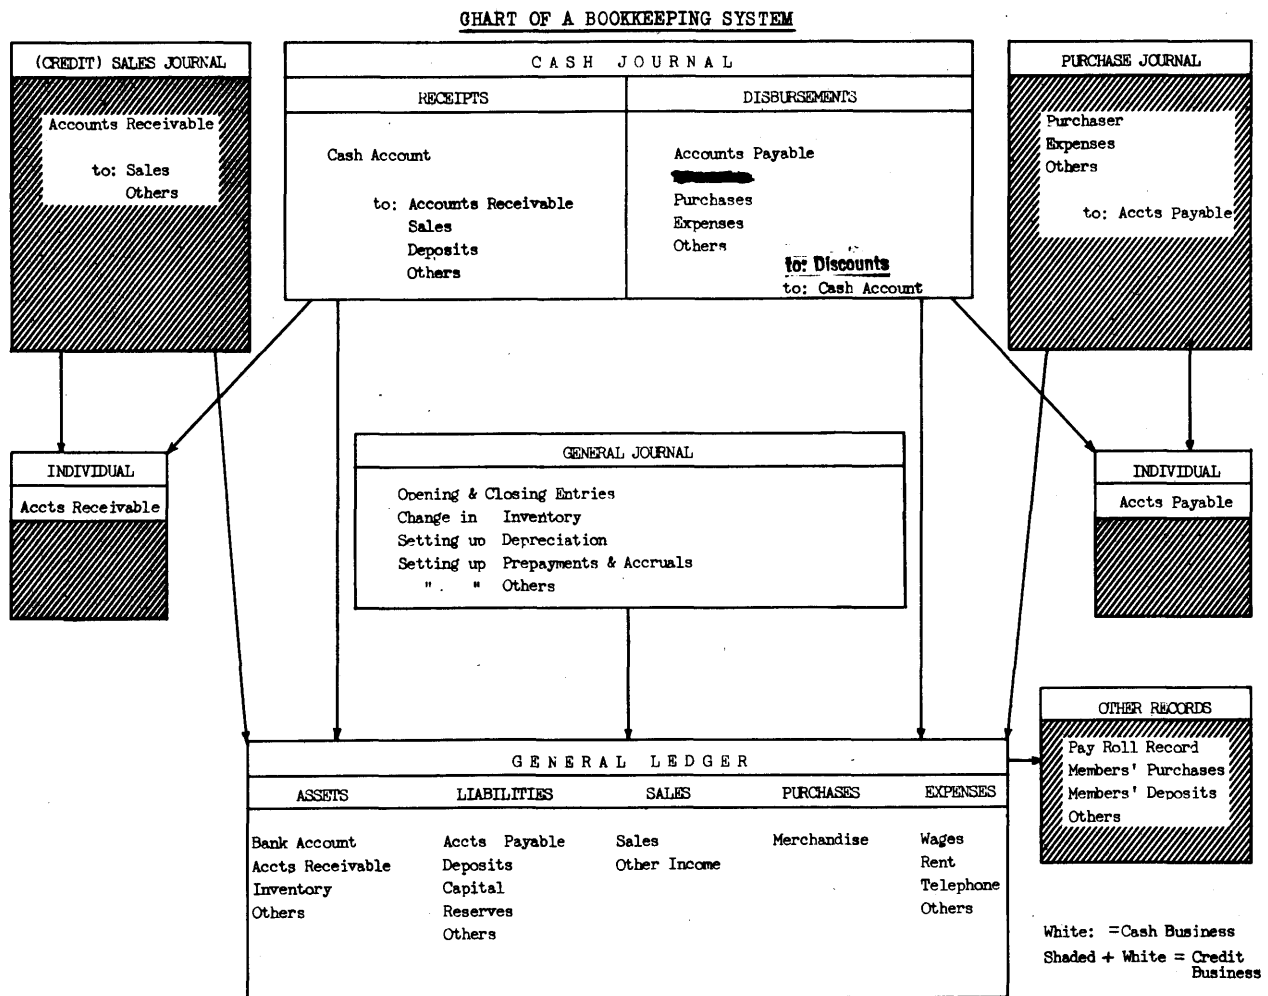 CHART OF A BOOKKEEPING SYSTEM
(CREDIT) SALES JOURNAL
Accounts Receivable
to: Sales
Others
CASH JOURNAL
RECEIPTS
Cash Account
to: Accounts Receivable
Sales
Deposits
Others
DISBURSEMENTS
Accounts Payable
Purchases
Expenses
Others
to: Discounts
to: Cash Account
PURCHASE JOURNAL
Purchaser
Expenses
Others
to: Accts Payable
INDIVIDUAL
Accts Receivable
GENERAL JOURNAL
Opening & Closing Entries
Change in Inventory
Setting up Depreciation
Setting up Prepayments & Accruals
" . " Others
INDIVIDUAL
Accts Payable
OTHER RECORDS
Pay Roll Record
Members' Purchases
Members' Deposits
Others
GENERAL LEDGER
ASSETS
Bank Account
Accts Receivable
Inventory
Others
LIABILITIES
Accts Payable
Deposits
Capital
Reserves
Others
SALES
Sales
Other Income
PURCHASES
Merchandise
EXPENSES
Wages
Rent
Telephone
Others
White: =Cash Business
Shaded + White = Credit
Business